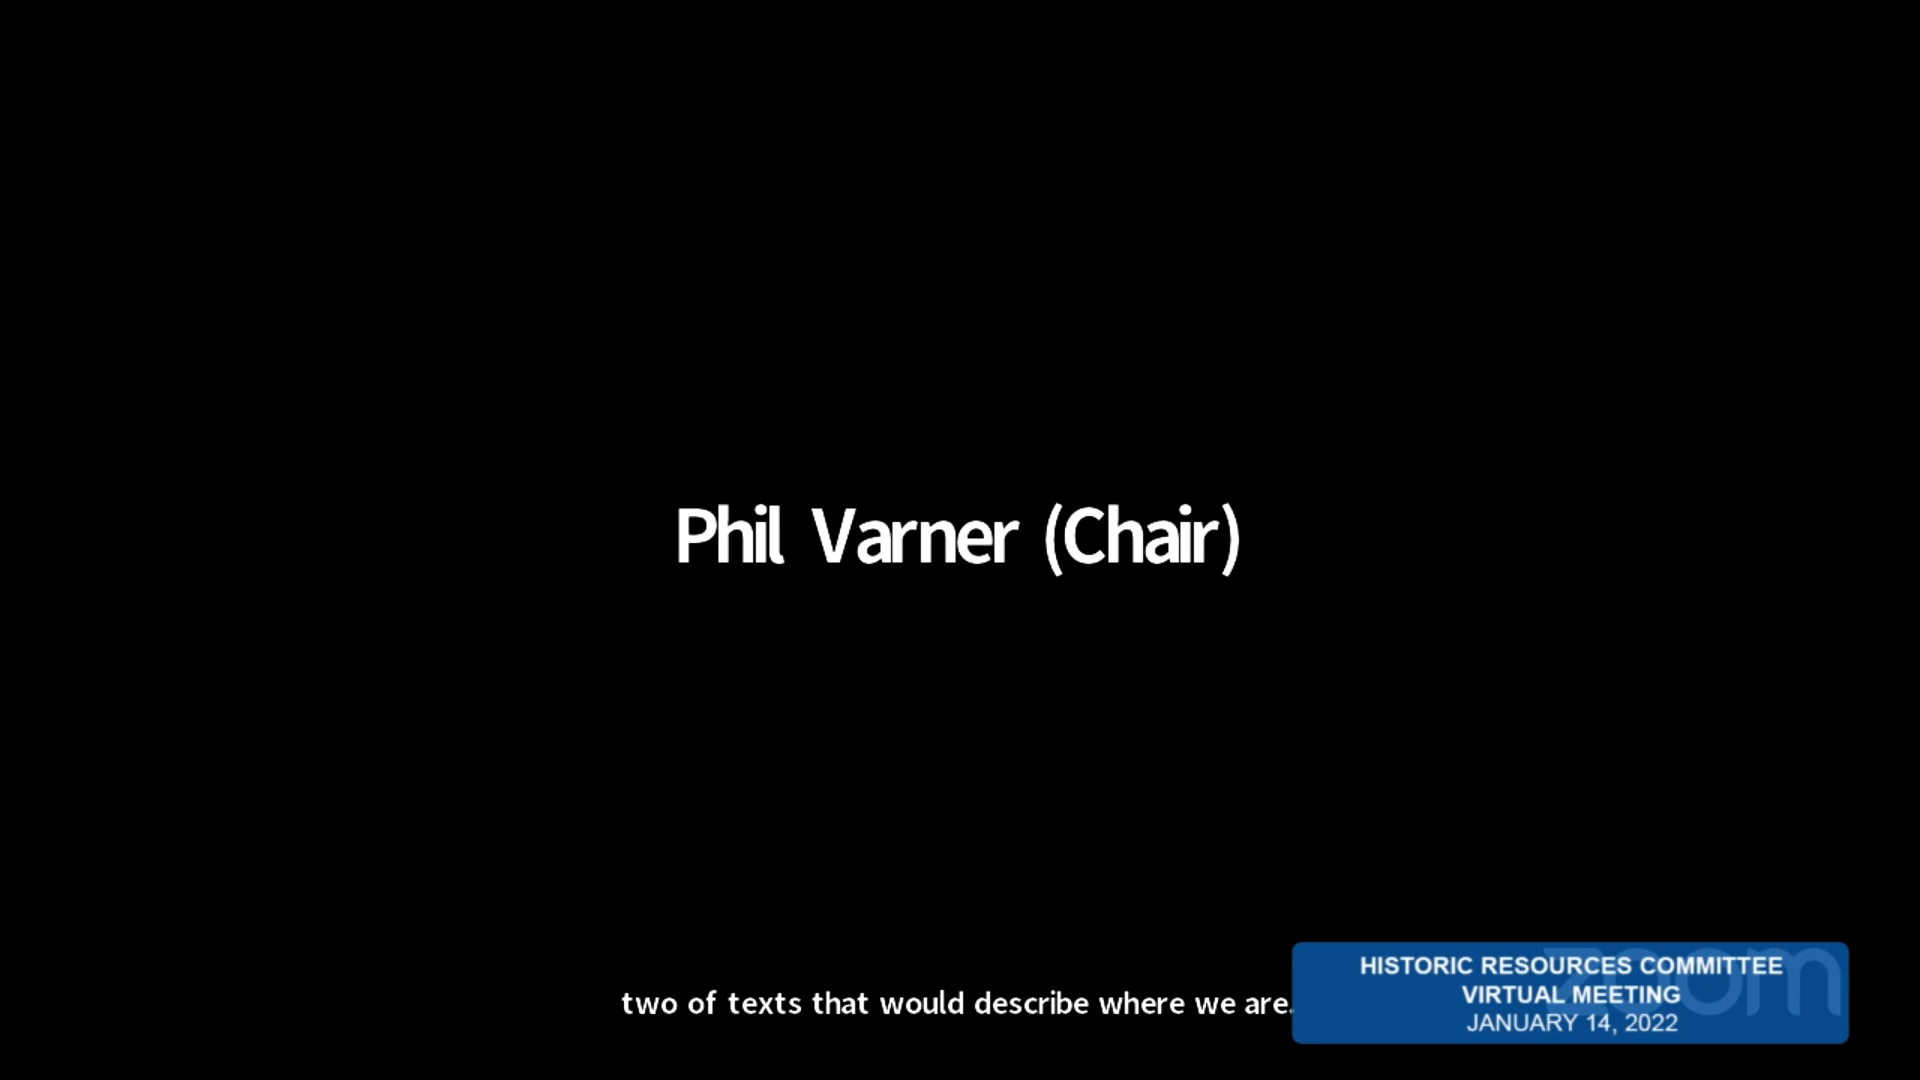 Phil Varner (Chair)
two of texts that would describe where we are.
zoom
HISTORIC RESOURCES COMMITTEE
VIRTUAL MEETING
JANUARY 14, 2022